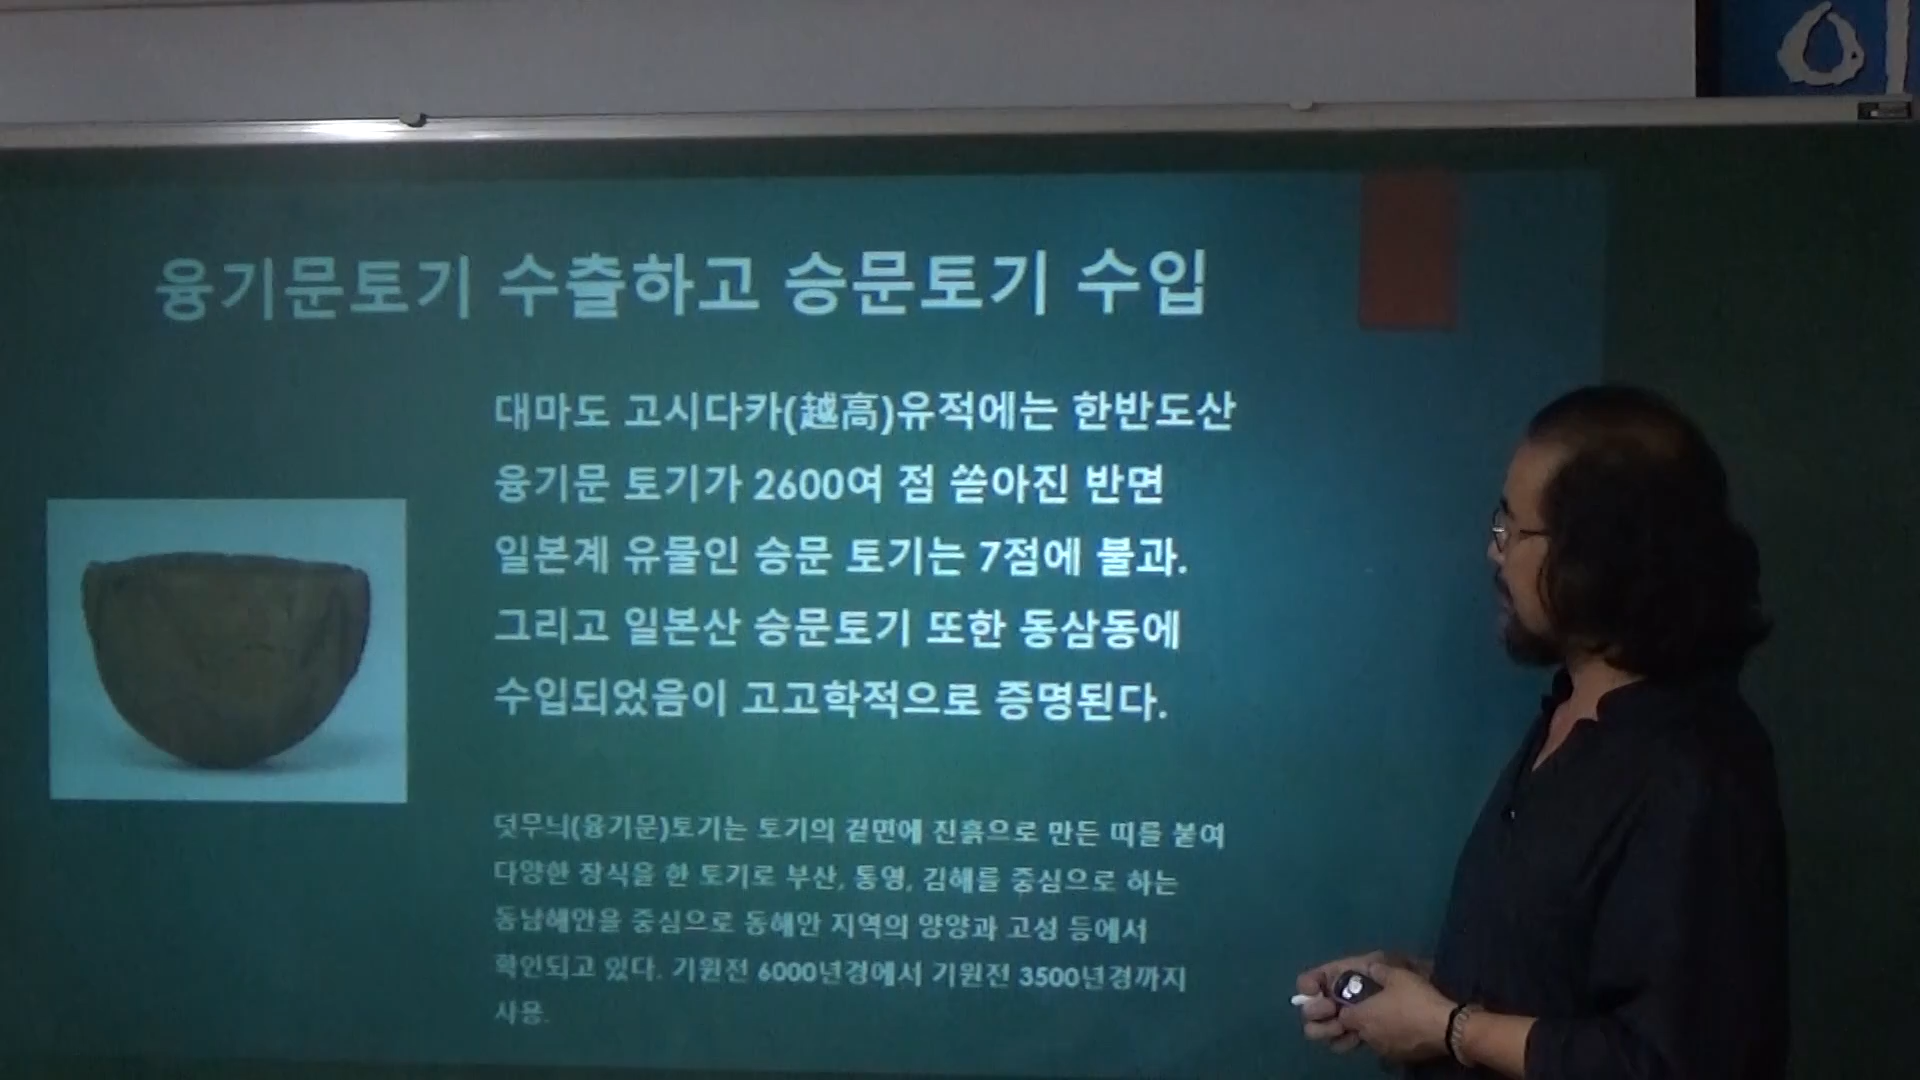 이
융기문토기 수출하고 승문토기 수입
대마도 고시다카(越高)유적에는 한반도산
융기문 토기가 2600여 점 쏟아진 반면
일본계 유물인 승문 토기는 7점에 불과.
그리고 일본산 승문토기 또한 동삼동에
수입되었음이 고고학적으로 증명된다.
덧무늬(융기문)토기는 토기의 겉면에 진흙으로 만든 띠를 붙여
다양한 장식을 한 토기로 부산, 통영, 김해를 중심으로 하는
동남해안을 중심으로 동해안 지역의 양양과 고성 등에서
확인되고 있다. 기원전 6000년경에서 기원전 3500년경까지
사용.